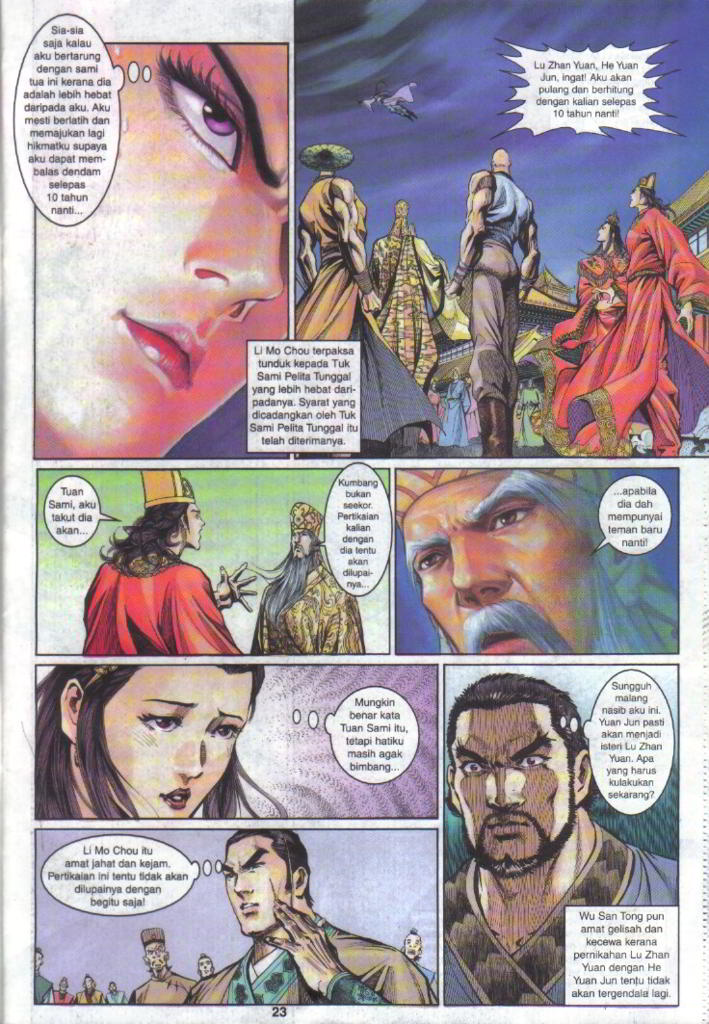 Sia-sia
saja kalau
aku bertarung
dengan sami
tua ini kerana dia
adalah lebih hebat
daripada aku. Aku
mesti berlatih dan
memajukan lagi
hikmatku supaya
aku dapat mem-
balas dendam
selepas
10 tahun
nanti...
Lu Zhan Yuan, He Yuan
Jun, ingat! Aku akan
pulang dan berhitung
dengan kalian selepas
10 tahun nanti!
Li Mo Chou terpaksa
tunduk kepada Tuk
Sami Pelita Tunggal
yang lebih hebat dari-
padanya. Syarat yang
dicadangkan oleh Tuk
Sami Pelita Tunggal itu
telah diterimanya.
Tuan
Sami, aku
takut dia
akan...
Kumbang
bukan
seekor.
Pertikaian
kalian
dengan
dia tentu
akan
dilupai-
nya...
...apabila
dia dah
mempunyai
teman baru
nanti!
Mungkin
benar kata
Tuan Sami itu,
tetapi hatiku
masih agak
bimbang...
Sungguh
malang
nasib aku ini.
Yuan Jun pasti
akan menjadi
isteri Lu Zhan
Yuan. Apa
yang harus
kulakukan
sekarang?
Li Mo Chou itu
amat jahat dan kejam.
Pertikaian ini tentu tidak akan
dilupainya dengan
begitu saja!
Wu San Tong pun
amat gelisah dan
kecewa kerana
pernikahan Lu Zhan
Yuan dengan He
Yuan Jun tentu tidak
akan tergendala lagi.
23